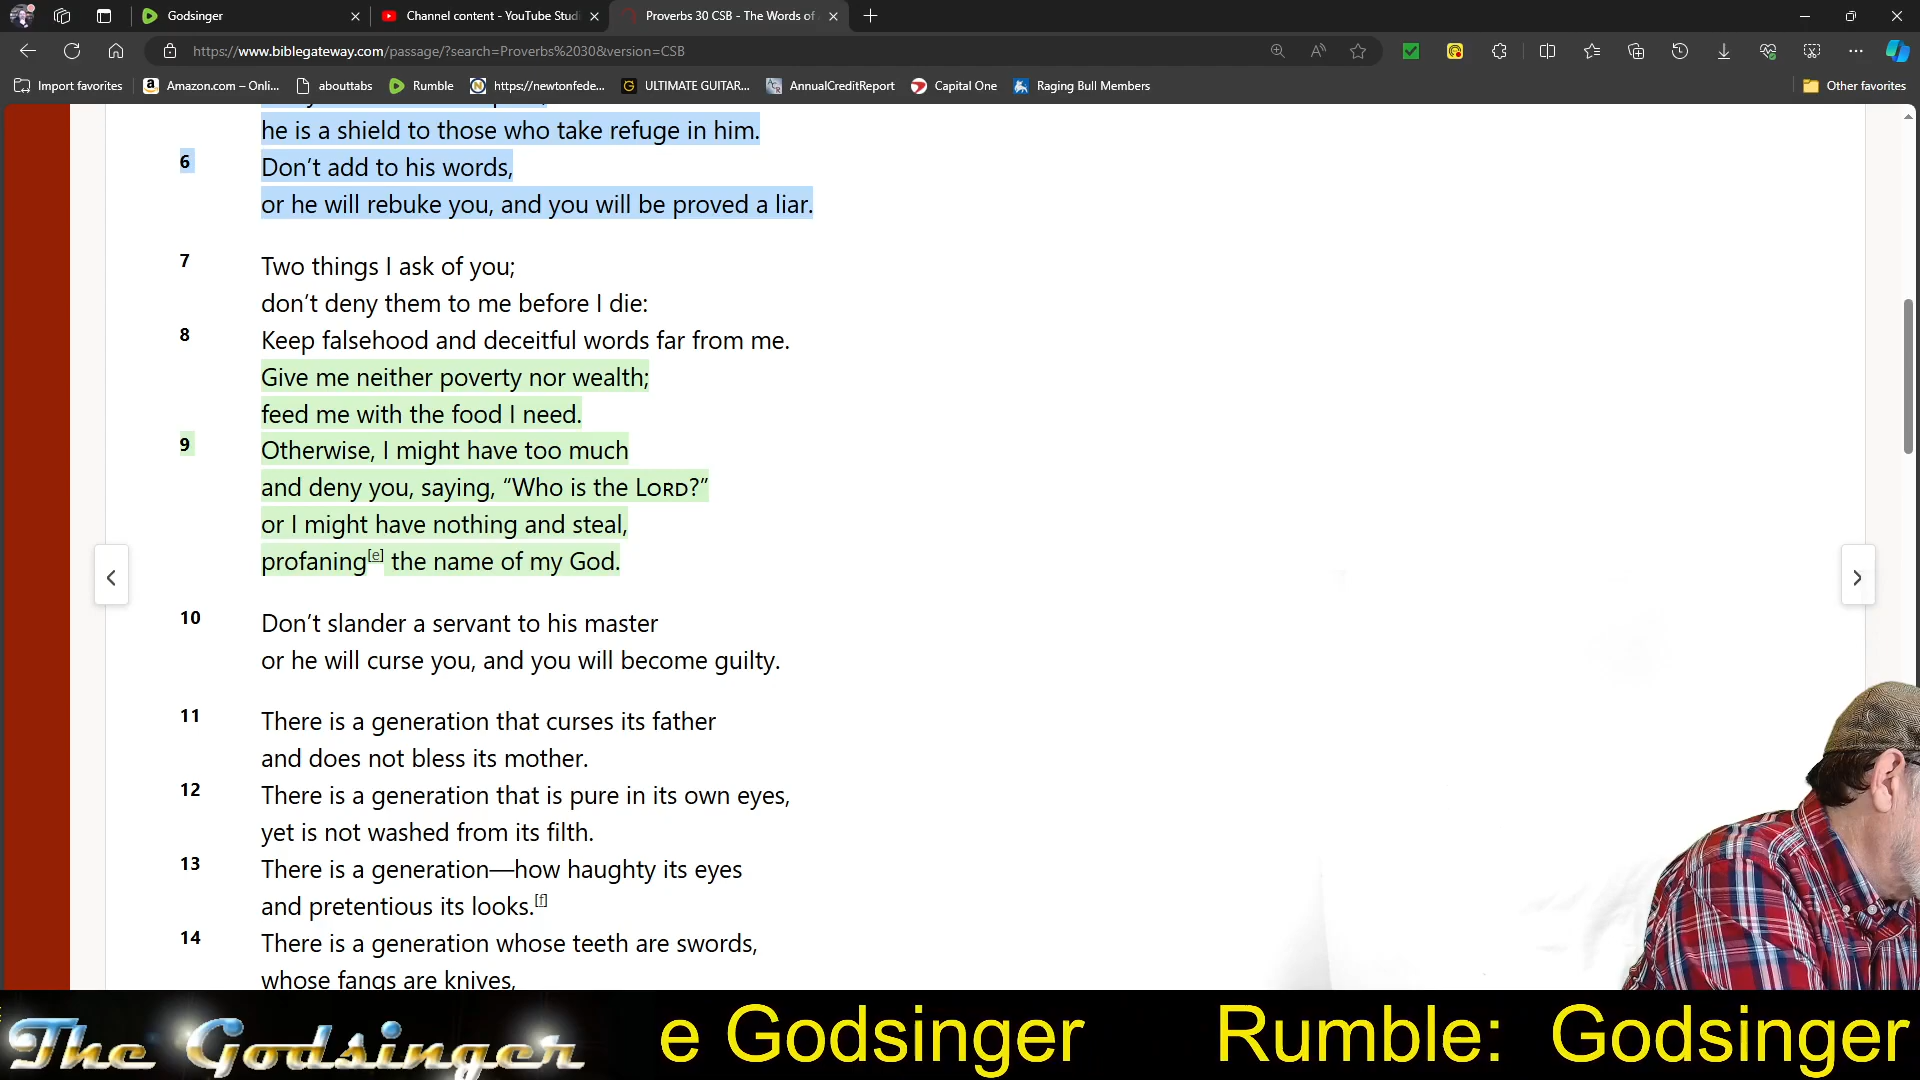 Godsinger
Channel content - YouTube Studi
Proverbs 30 CSB - The Words of
https://www.biblegateway.com/passage/?search=Proverbs%2030&version=CSB
Import favorites
Amazon.com – Onli...
abouttabs
Rumble
https://newtonfede...
ULTIMATE GUITAR...
AnnualCreditReport
Capital One
Raging Bull Members
Other favorites
he is a shield to those who take refuge in him.
6 Don’t add to his words,
or he will rebuke you, and you will be proved a liar.
7 Two things I ask of you;
don’t deny them to me before I die:
8 Keep falsehood and deceitful words far from me.
Give me neither poverty nor wealth;
feed me with the food I need.
9 Otherwise, I might have too much
and deny you, saying, “Who is the LORD?”
or I might have nothing and steal,
profaning[e] the name of my God.
10 Don’t slander a servant to his master
or he will curse you, and you will become guilty.
11 There is a generation that curses its father
and does not bless its mother.
12 There is a generation that is pure in its own eyes,
yet is not washed from its filth.
13 There is a generation—how haughty its eyes
and pretentious its looks.[f]
14 There is a generation whose teeth are swords,
whose fangs are knives,
The Godsinger
e Godsinger Rumble: Godsinger